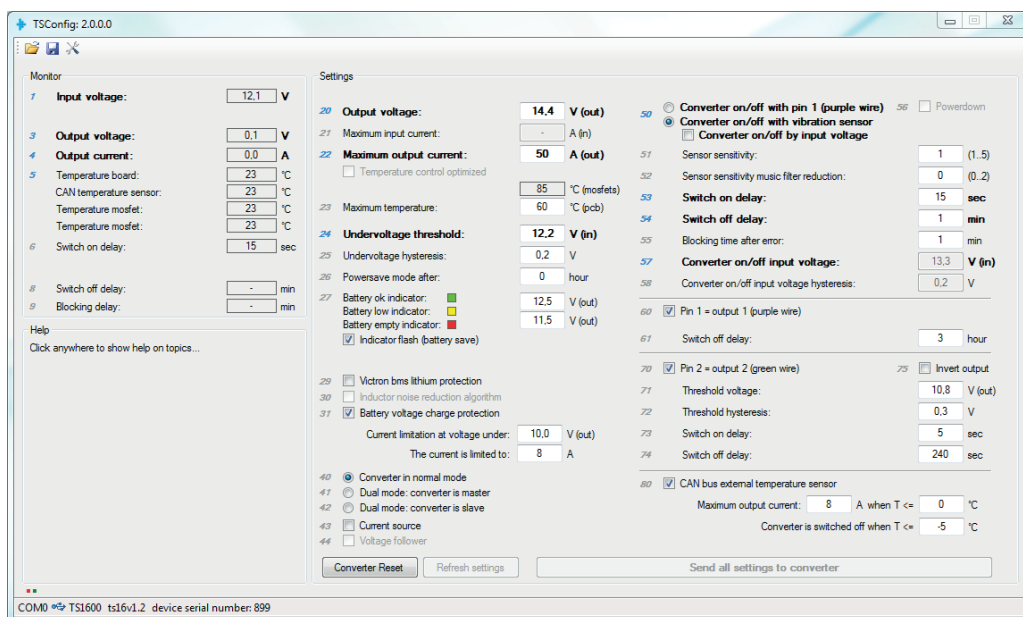 TSConfig: 2.0.0.0
Monitor
1 Input voltage: 12,1 V
3 Output voltage: 0,1 V
4 Output current: 0,0 A
5 Temperature board: 23 °C
CAN temperature sensor: 23 °C
Temperature mosfet: 23 °C
Temperature mosfet: 23 °C
6 Switch on delay: 15 sec
8 Switch off delay: - min
9 Blocking delay: - min
Help
Click anywhere to show help on topics...
Settings
20 Output voltage: 14,4 V (out)
21 Maximum input current: - A (in)
22 Maximum output current: 50 A (out)
Temperature control optimized
85 °C (mosfets)
23 Maximum temperature: 60 °C (pcb)
24 Undervoltage threshold: 12,2 V (in)
25 Undervoltage hysteresis: 0,2 V
26 Powersave mode after: 0 hour
27 Battery ok indicator: 12,5 V (out)
Battery low indicator:
Battery empty indicator: 11,5 V (out)
Indicator flash (battery save)
29 Victron bms lithium protection
30 Inductor noise reduction algorithm
31 Battery voltage charge protection
Current limitation at voltage under: 10,0 V (out)
The current is limited to: 8 A
40 Converter in normal mode
41 Dual mode: converter is master
42 Dual mode: converter is slave
43 Current source
44 Voltage follower
Converter Reset Refresh settings
50 Converter on/off with pin 1 (purple wire) 56 Powerdown
Converter on/off with vibration sensor
Converter on/off by input voltage
51 Sensor sensitivity: 1 (1..5)
52 Sensor sensitivity music filter reduction: 0 (0..2)
53 Switch on delay: 15 sec
54 Switch off delay: 1 min
55 Blocking time after error: 1 min
57 Converter on/off input voltage: 13,3 V (in)
58 Converter on/off input voltage hysteresis: 0,2 V
60 Pin 1 = output 1 (purple wire)
61 Switch off delay: 3 hour
70 Pin 2 = output 2 (green wire) 75 Invert output
71 Threshold voltage: 10,8 V (out)
72 Threshold hysteresis: 0,3 V
73 Switch on delay: 5 sec
74 Switch off delay: 240 sec
80 CAN bus external temperature sensor
Maximum output current: 8 A when T <= 0 °C
Converter is switched off when T <= -5 °C
Send all settings to converter
COM0 TS1600 ts16v1.2 device serial number: 899